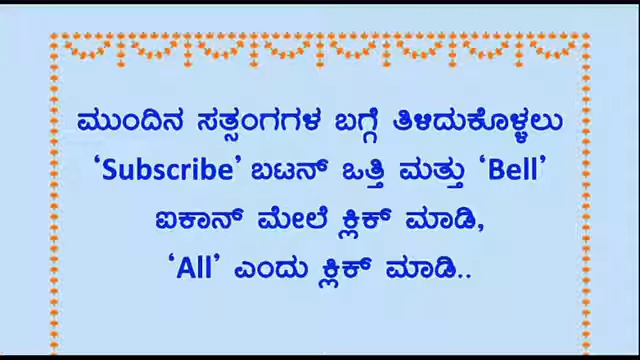 ಮುಂದಿನ ಸತ್ಸಂಗಗಳ ಬಗ್ಗೆ ತಿಳಿದುಕೊಳ್ಳಲು
‘Subscribe’ ಬಟನ್ ಒತ್ತಿ ಮತ್ತು ‘Bell’
ಐಕಾನ್ ಮೇಲೆ ಕ್ಲಿಕ್ ಮಾಡಿ,
‘All’ ಎಂದು ಕ್ಲಿಕ್ ಮಾಡಿ..